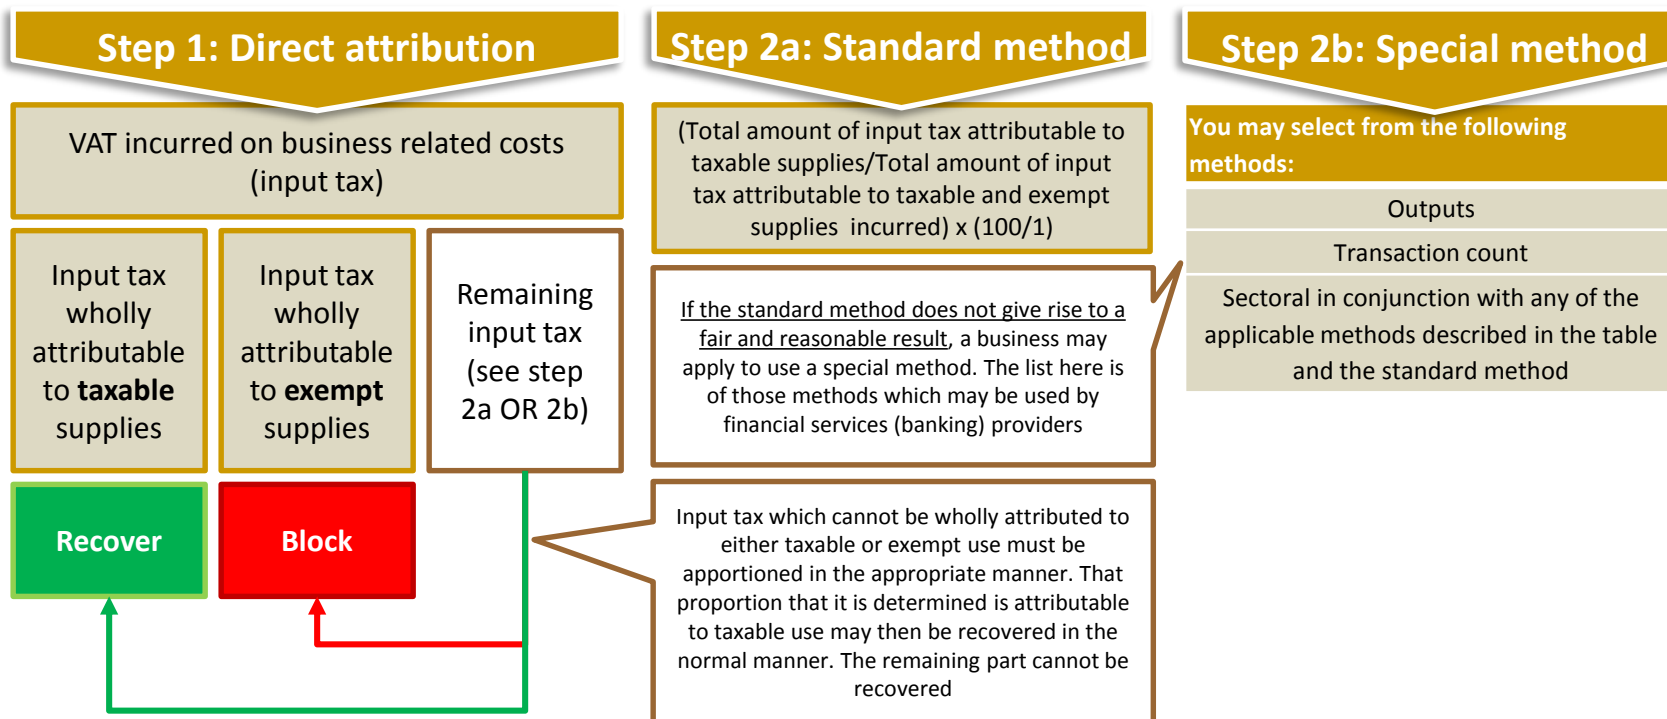 Step 1: Direct attribution
VAT incurred on business related costs
(input tax)
Input tax
wholly
attributable
to taxable
supplies
Input tax
wholly
attributable
to exempt
supplies
Remaining
input tax
(see step
2a OR 2b)
Recover
Block
Step 2a: Standard method
(Total amount of input tax attributable to
taxable supplies/Total amount of input
tax attributable to taxable and exempt
supplies incurred) x (100/1)
If the standard method does not give rise to a
fair and reasonable result, a business may
apply to use a special method. The list here is
of those methods which may be used by
financial services (banking) providers
Input tax which cannot be wholly attributed to
either taxable or exempt use must be
apportioned in the appropriate manner. That
proportion that it is determined is attributable
to taxable use may then be recovered in the
normal manner. The remaining part cannot be
recovered
Step 2b: Special method
You may select from the following
methods:
Outputs
Transaction count
Sectoral in conjunction with any of the
applicable methods described in the table
and the standard method